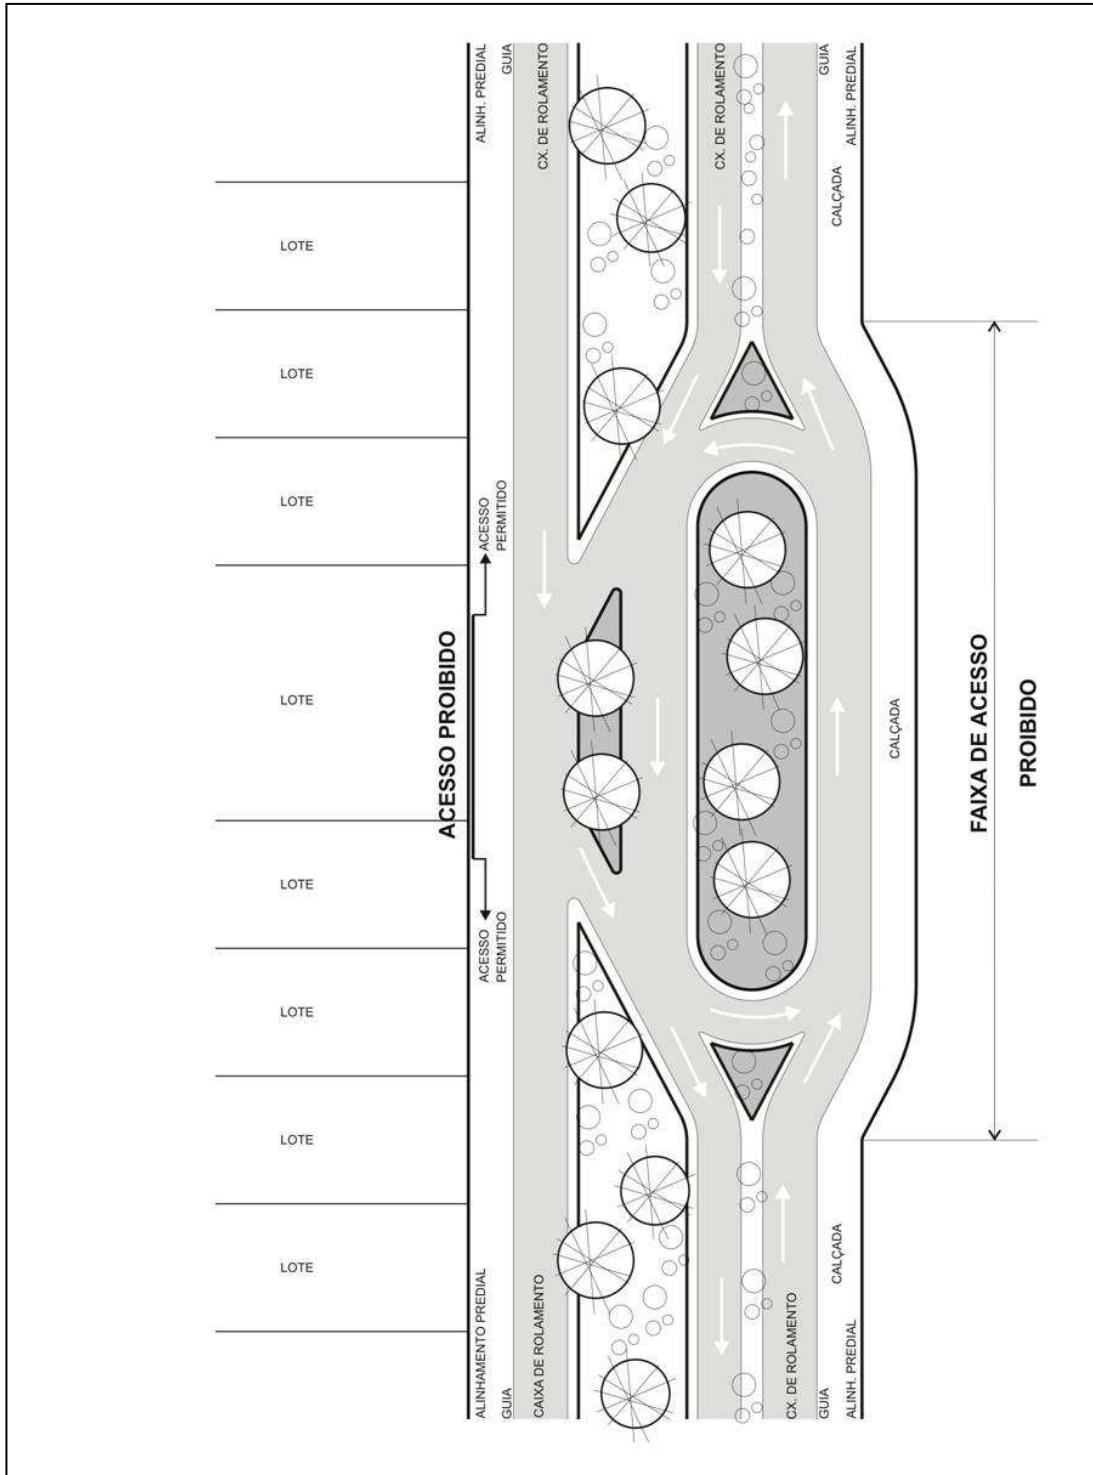 ALINH. PREDIAL
GUIA
CX. DE ROLAMENTO
CX. DE ROLAMENTO
GUIA
ALINH. PREDIAL
CALÇADA
LOTE
LOTE
LOTE
ACESSO
PERMITIDO
ACESSO PROIBIDO
LOTE
CALÇADA
FAIXA DE ACESSO
PROIBIDO
LOTE
ACESSO
PERMITIDO
LOTE
LOTE
LOTE
CALÇADA
ALINHAMENTO PREDIAL
GUIA
CAIXA DE ROLAMENTO
CX. DE ROLAMENTO
GUIA
ALINH. PREDIAL